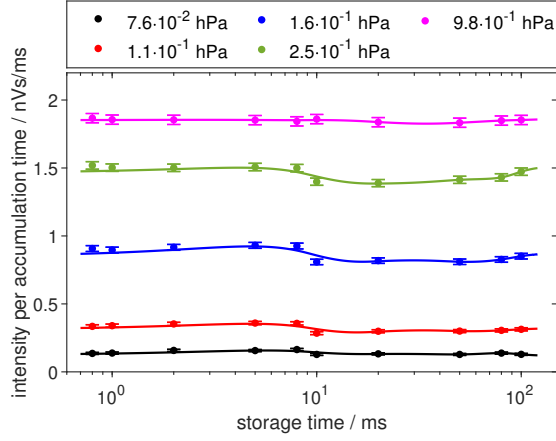 7.6·10⁻² hPa 1.6·10⁻¹ hPa 9.8·10⁻¹ hPa
1.1·10⁻¹ hPa 2.5·10⁻¹ hPa
intensity per accumulation time / nVs/ms
2
1.5
1
0.5
0
10⁰ 10¹ 10²
storage time / ms